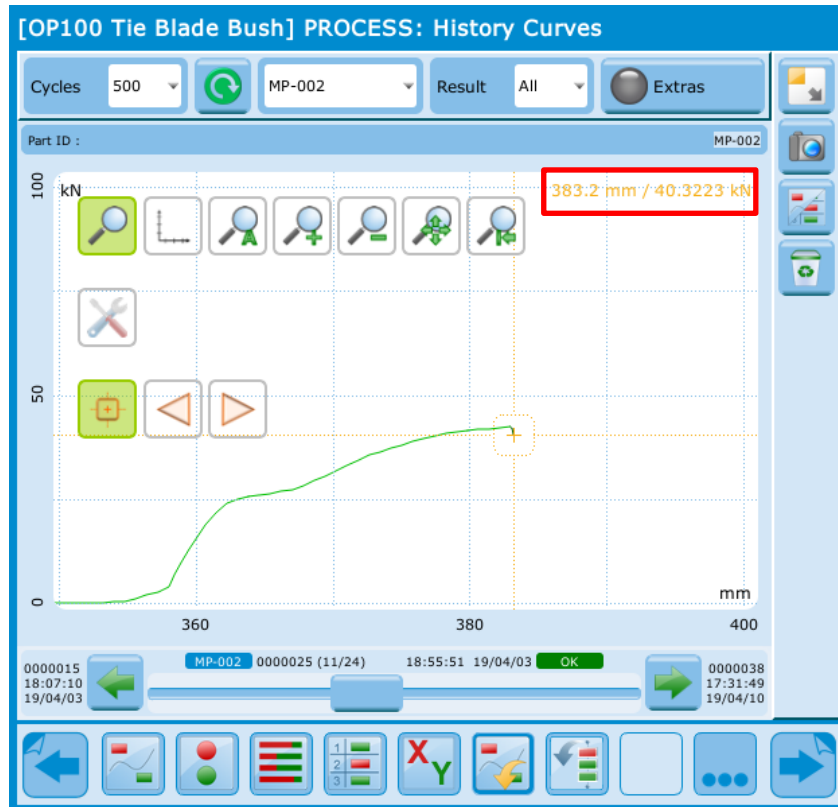 [OP100 Tie Blade Bush] PROCESS: History Curves
Cycles 500 MP-002 Result All Extras
Part ID : MP-002
100 kN 383.2 mm / 40.3223 kN
A
50
0 mm
360 380 400
MP-002 0000025 (11/24) 18:55:51 19/04/03 OK
0000015
18:07:10
19/04/03
0000038
17:31:49
19/04/10
1
2
3
X
Y